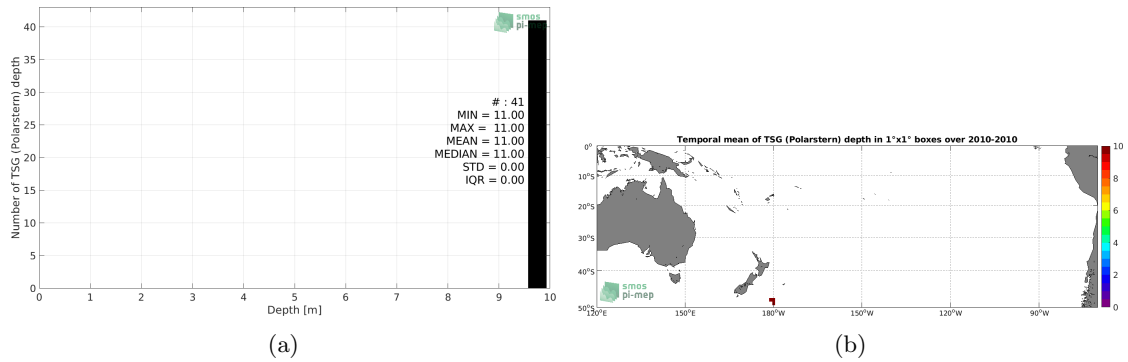 40
35
30
25
20
15
10
5
0
Number of TSG (Polarstern) depth
smos
pi-mep
# : 41
MIN = 11.00
MAX = 11.00
MEAN = 11.00
MEDIAN = 11.00
STD = 0.00
IQR = 0.00
0 1 2 3 4 5 6 7 8 9 10
Depth [m]
(a)
Temporal mean of TSG (Polarstern) depth in 1°x1° boxes over 2010-2010
0°
10°S
20°S
30°S
40°S
50°S
smos
pi-mep
120°E 150°E 180°W 150°W 120°W 90°W
10
8
6
4
2
0
(b)